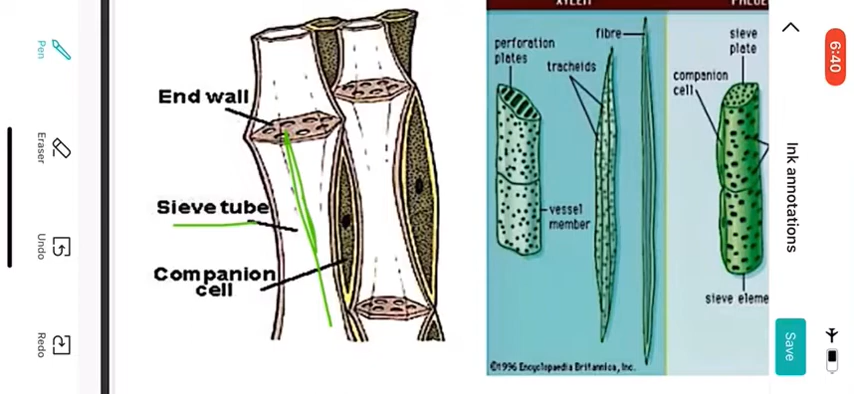 Pen
Eraser
Undo
Redo
End wall
Sieve tube
Companion
cell
XYLEM
perforation
plates
fibre
tracheids
vessel
member
©1996 Encyclopaedia Britannica, Inc.
sieve
plate
companion
cell
sieve eleme
6:40
Ink annotations
Save